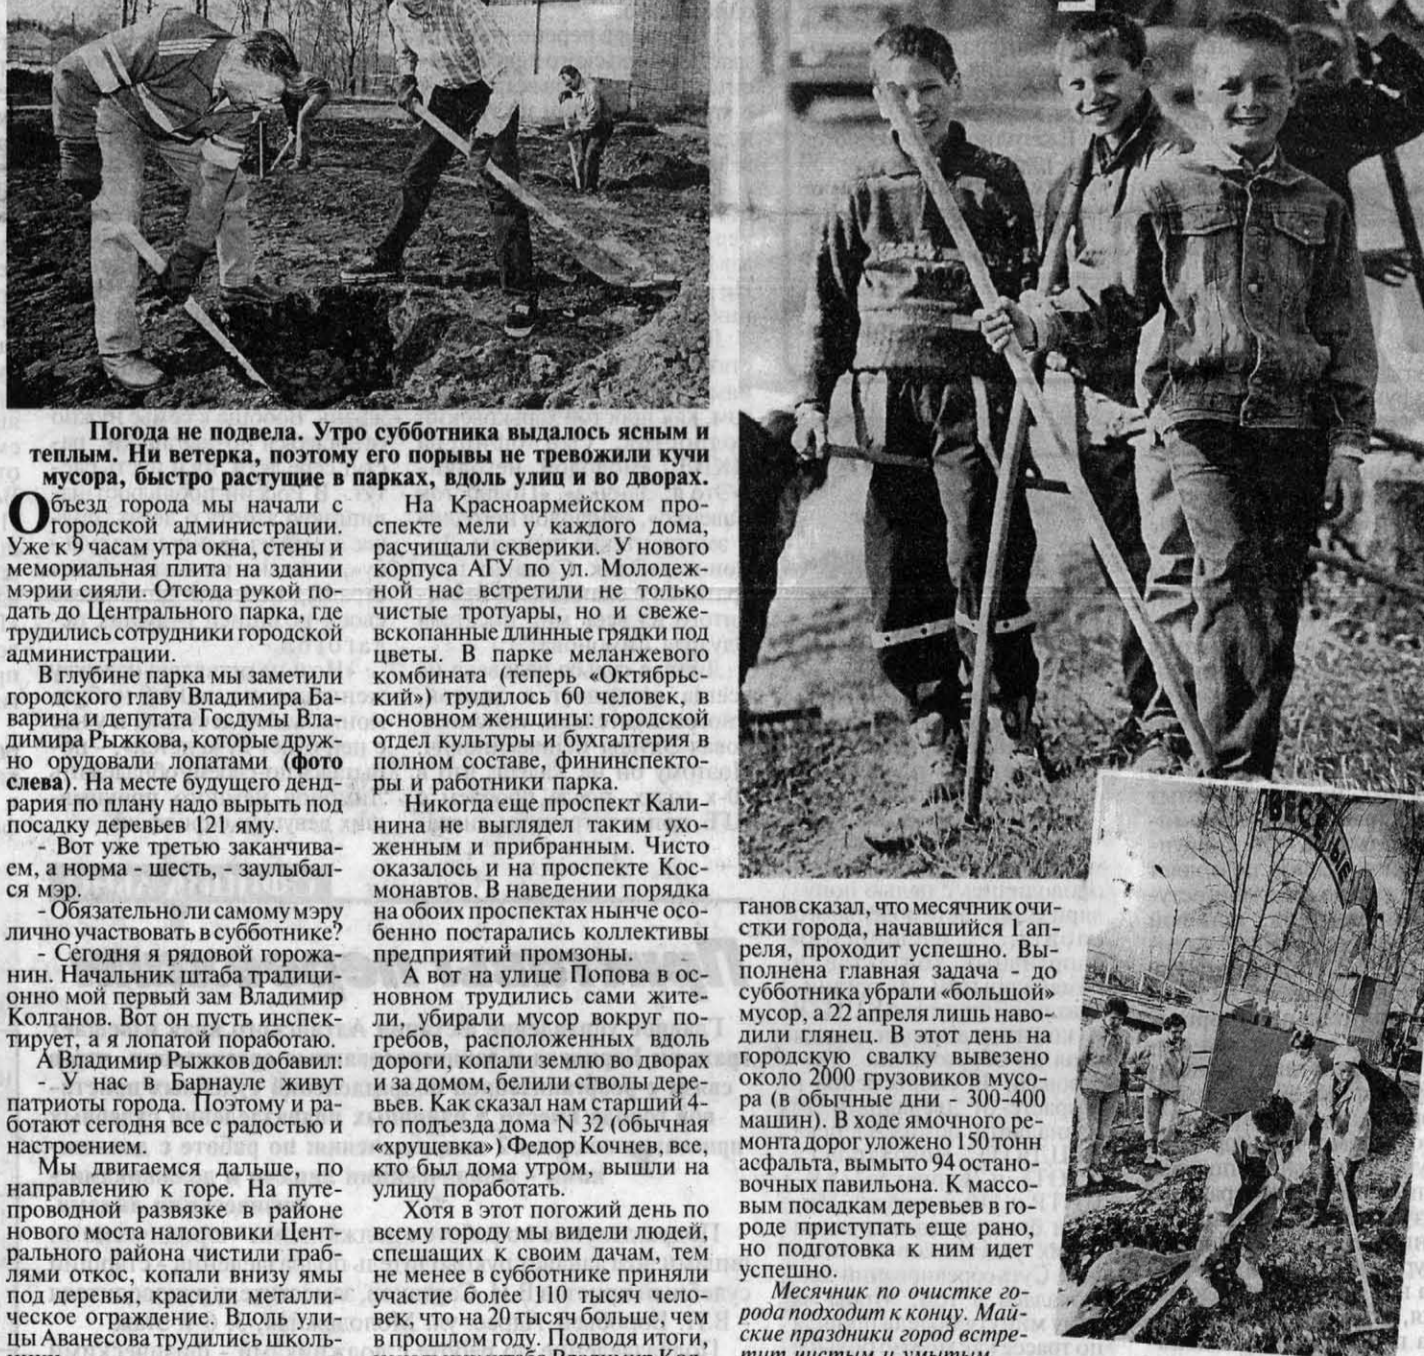 Погода не подвела. Утро субботника выдалось ясным и
теплым. Ни ветерка, поэтому его порывы не тревожили кучи
мусора, быстро растущие в парках, вдоль улиц и во дворах.
Объезд города мы начали с
городской администрации.
Уже к 9 часам утра окна, стены и
мемориальная плита на здании
мэрии сияли. Отсюда рукой по-
дать до Центрального парка, где
трудились сотрудники городской
администрации.
В глубине парка мы заметили
городского главу Владимира Ба-
варина и депутата Госдумы Вла-
димира Рыжкова, которые друж-
но орудовали лопатами (фото
слева). На месте будущего денд-
рария по плану надо вырыть под
посадку деревьев 121 яму.
- Вот уже третью заканчива-
ем, а норма - шесть, - заулыбал-
ся мэр.
- Обязательно ли самому мэру
лично участвовать в субботнике?
- Сегодня я рядовой горожа-
нин. Начальник штаба традици-
онно мой первый зам Владимир
Колганов. Вот он пусть инспек-
тирует, а я лопатой поработаю.
А Владимир Рыжков добавил:
- У нас в Барнауле живут
патриоты города. Поэтому и ра-
ботают сегодня все с радостью и
настроением.
Мы двигаемся дальше, по
направлению к горе. На путе-
проводной развязке в районе
нового моста налоговики Цент-
рального района чистили граб-
лями откос, копали внизу ямы
под деревья, красили металли-
ческое ограждение. Вдоль ули-
цы Аванесова трудились школь-
На Красноармейском про-
спекте мели у каждого дома,
расчищали скверики. У нового
корпуса АГУ по ул. Молодеж-
ной нас встретили не только
чистые тротуары, но и свеже-
вскопанные длинные грядки под
цветы. В парке меланжевого
комбината (теперь «Октябрьс-
кий») трудилось 60 человек, в
основном женщины: городской
отдел культуры и бухгалтерия в
полном составе, фининспекто-
ры и работники парка.
Никогда еще проспект Кали-
нина не выглядел таким ухо-
женным и прибранным. Чисто
оказалось и на проспекте Кос-
монавтов. В наведении порядка
на обоих проспектах нынче осо-
бенно постарались коллективы
предприятий промзоны.
А вот на улице Попова в ос-
новном трудились сами жите-
ли, убирали мусор вокруг по-
гребов, расположенных вдоль
дороги, копали землю во дворах
и за домом, белили стволы дере-
вьев. Как сказал нам старший 4-
го подъезда дома N 32 (обычная
«хрущевка») Федор Кочнев, все,
кто был дома утром, вышли на
улицу поработать.
Хотя в этот погожий день по
всему городу мы видели людей,
спешащих к своим дачам, тем
не менее в субботнике приняли
участие более 110 тысяч чело-
век, что на 20 тысяч больше, чем
в прошлом году. Подводя итоги,
ганов сказал, что месячник очи-
стки города, начавшийся 1 ап-
реля, проходит успешно. Вы-
полнена главная задача - до
субботника убрали «большой»
мусор, а 22 апреля лишь наво-
дили глянец. В этот день на
городскую свалку вывезено
около 2000 грузовиков мусо-
ра (в обычные дни - 300-400
машин). В ходе ямочного ре-
монта дорог уложено 150 тонн
асфальта, вымыто 94 остано-
вочных павильона. К массо-
вым посадкам деревьев в го-
роде приступать еще рано,
но подготовка к ним идет
успешно.
Месячник по очистке го-
рода подходит к концу. Май-
ские праздники город встре-
тит чистым и умытым.
ВЕСЕЛЫЕ